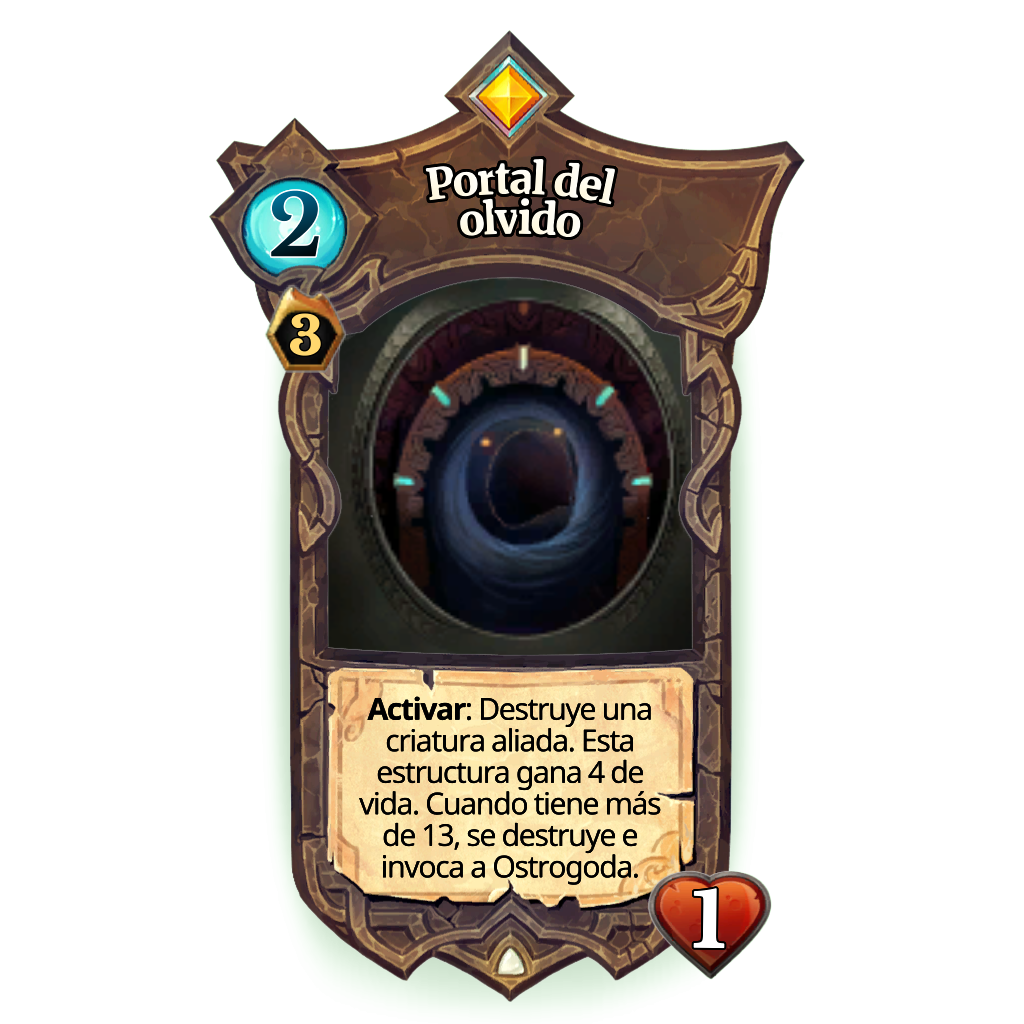 Portal del
olvido
2
3
Activar: Destruye una
criatura aliada. Esta
estructura gana 4 de
vida. Cuando tiene más
de 13, se destruye e
invoca a Ostrogoda.
1